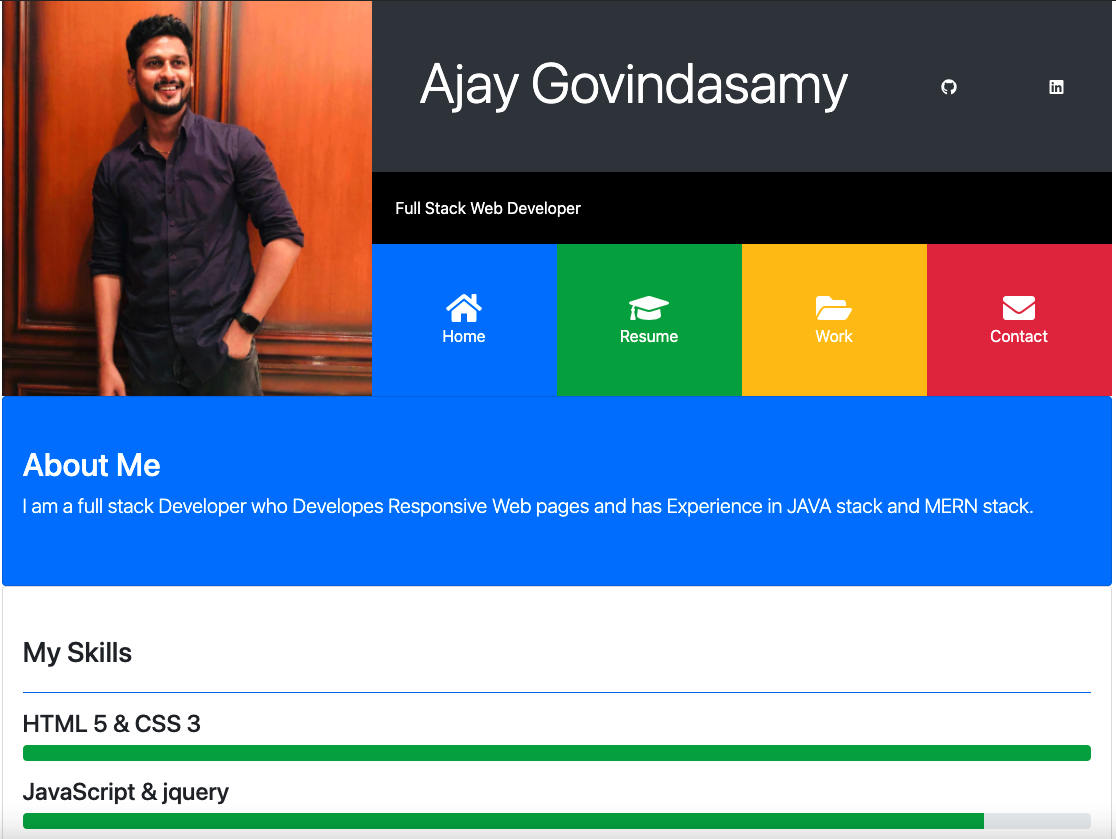 Ajay Govindasamy
Full Stack Web Developer
Home
Resume
Work
Contact
About Me
I am a full stack Developer who Developes Responsive Web pages and has Experience in JAVA stack and MERN stack.
My Skills
HTML 5 & CSS 3
JavaScript & jquery